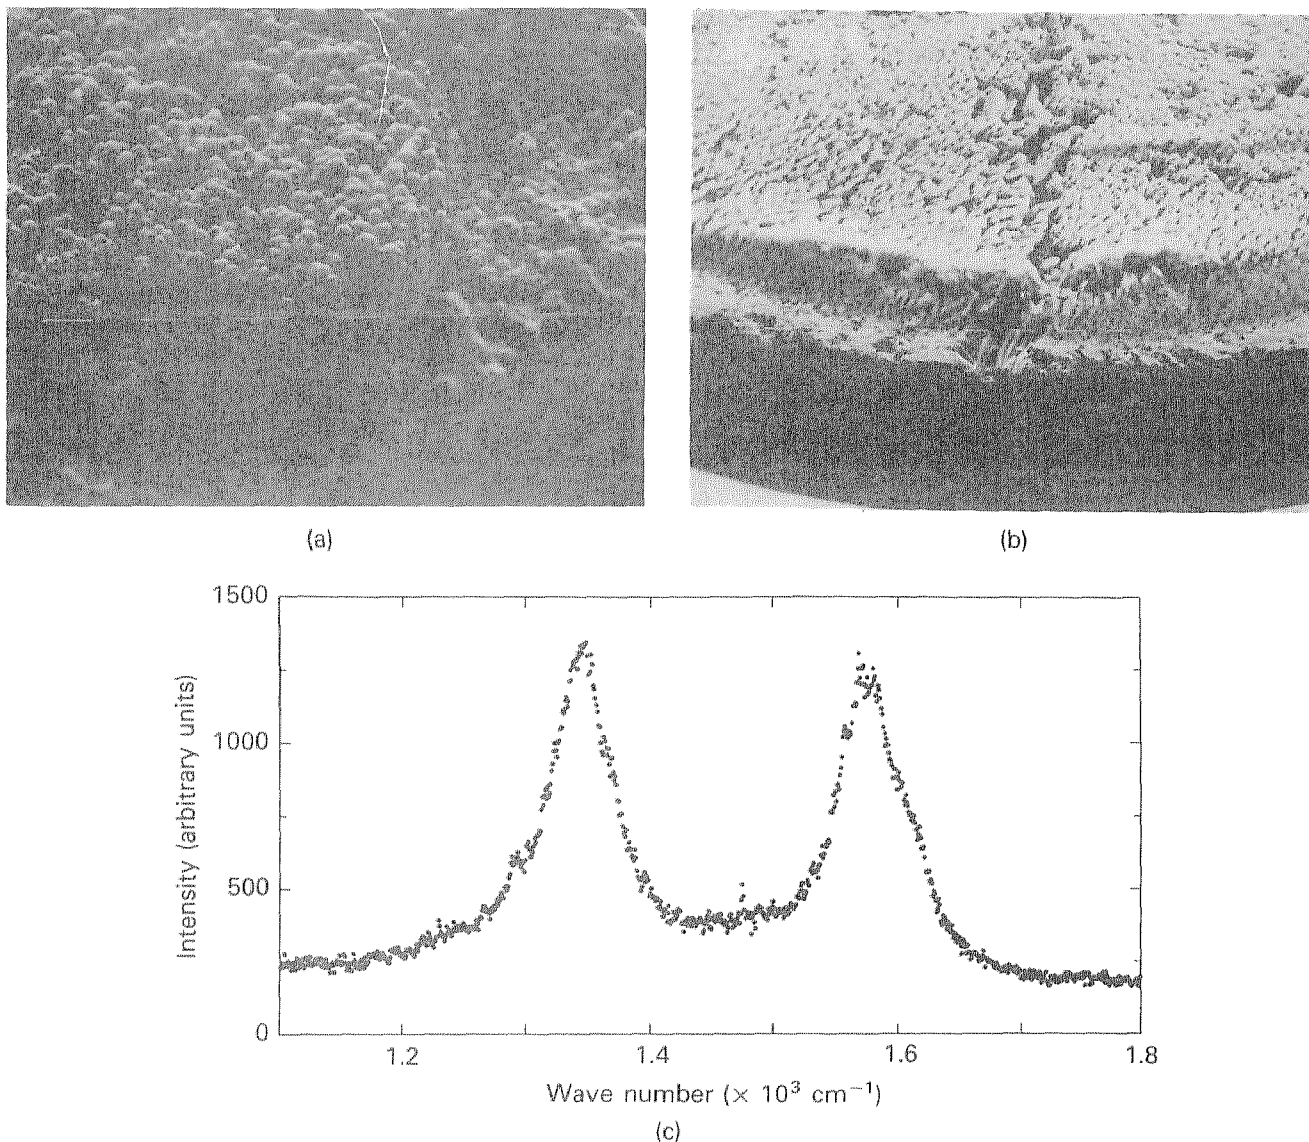 (a)
(b)
1500
1000
500
0
Intensity (arbitrary units)
1.2
1.4
1.6
1.8
Wave number (× 10³ cm⁻¹)
(c)